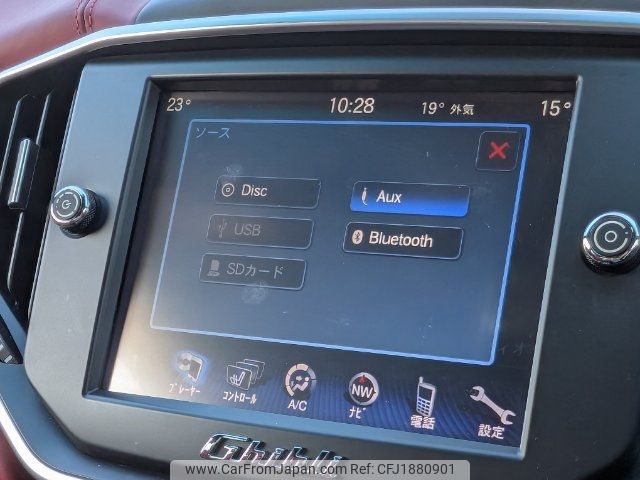 23° 10:28 19° 外気 15°
ソース
Disc
Aux
USB
Bluetooth
SDカード
プレーヤー コントロール A/C NW ナビ 電話 設定
Ghibli
CarFromJapan.com for CarFromJapan ref: CFJ1880901